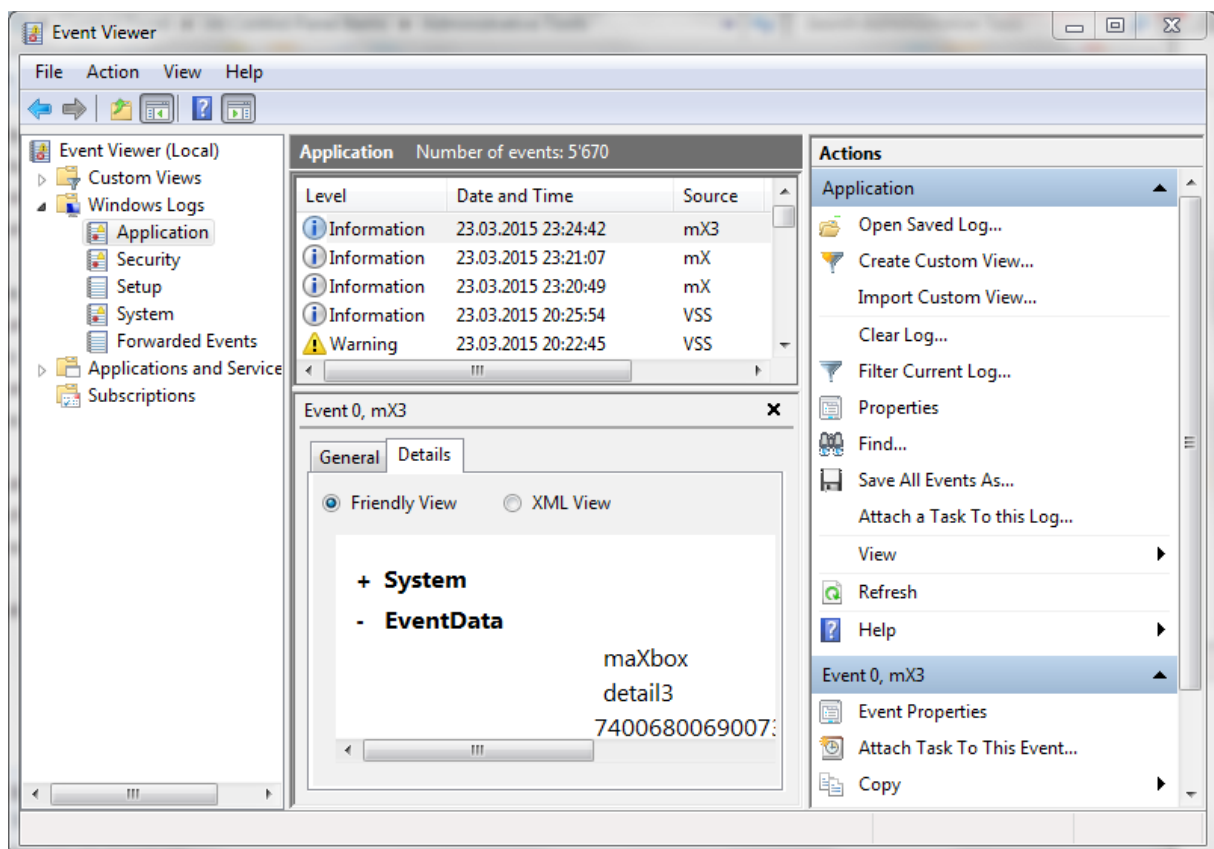 Event Viewer
File Action View Help
Event Viewer (Local)
Custom Views
Windows Logs
Application
Security
Setup
System
Forwarded Events
Applications and Service
Subscriptions
Application Number of events: 5'670
Level Date and Time Source
Information 23.03.2015 23:24:42 mX3
Information 23.03.2015 23:21:07 mX
Information 23.03.2015 23:20:49 mX
Information 23.03.2015 20:25:54 VSS
Warning 23.03.2015 20:22:45 VSS
Event 0, mX3
General Details
Friendly View XML View
+ System
- EventData
maXbox
detail3
74006800690073
Actions
Application
Open Saved Log...
Create Custom View...
Import Custom View...
Clear Log...
Filter Current Log...
Properties
Find...
Save All Events As...
Attach a Task To this Log...
View
Refresh
Help
Event 0, mX3
Event Properties
Attach Task To This Event...
Copy